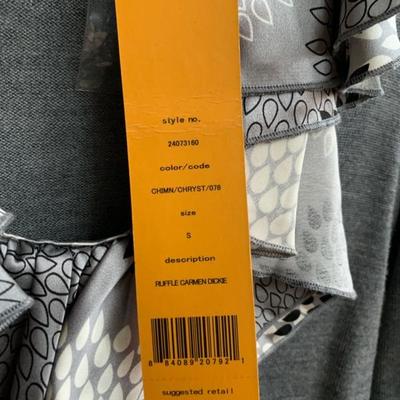 style no.
24073160
color/code
CHIMN/CHRYST/078
size
S
description
RUFFLE CARMEN DICKIE
8 84089 20792 1
suggested retail